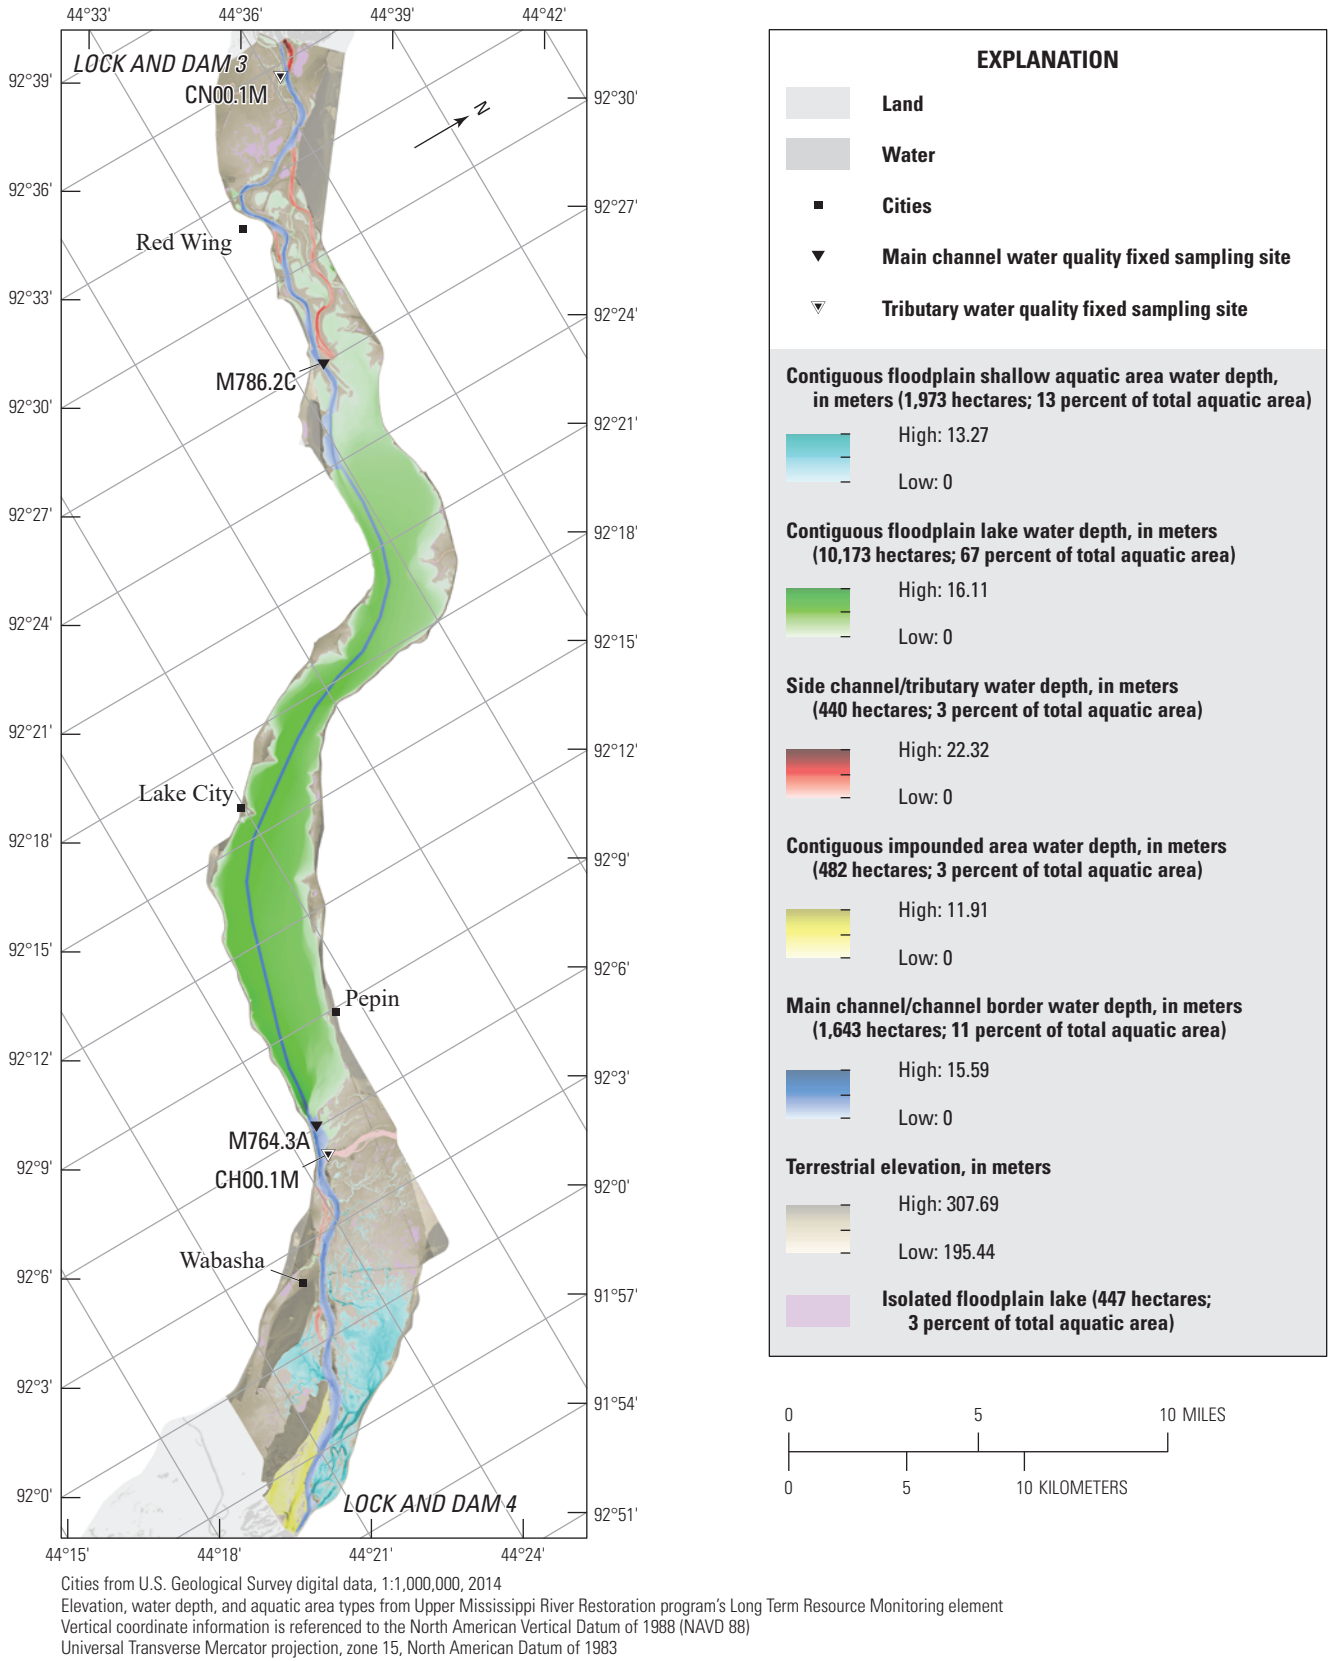 44°33'
44°36'
44°39'
44°42'
LOCK AND DAM 3
CN00.1M
N
92°39'
92°36'
92°33'
92°30'
92°27'
92°24'
92°21'
92°18'
92°15'
92°12'
92°9'
92°6'
92°3'
92°0'
92°30'
92°27'
92°24'
92°21'
92°18'
92°15'
92°12'
92°9'
92°6'
92°3'
92°0'
91°57'
91°54'
92°51'
Red Wing
M786.2C
Lake City
Pepin
M764.3A
CH00.1M
Wabasha
LOCK AND DAM 4
44°15'
44°18'
44°21'
44°24'
EXPLANATION
Land
Water
Cities
Main channel water quality fixed sampling site
Tributary water quality fixed sampling site
Contiguous floodplain shallow aquatic area water depth,
in meters (1,973 hectares; 13 percent of total aquatic area)
High: 13.27
Low: 0
Contiguous floodplain lake water depth, in meters
(10,173 hectares; 67 percent of total aquatic area)
High: 16.11
Low: 0
Side channel/tributary water depth, in meters
(440 hectares; 3 percent of total aquatic area)
High: 22.32
Low: 0
Contiguous impounded area water depth, in meters
(482 hectares; 3 percent of total aquatic area)
High: 11.91
Low: 0
Main channel/channel border water depth, in meters
(1,643 hectares; 11 percent of total aquatic area)
High: 15.59
Low: 0
Terrestrial elevation, in meters
High: 307.69
Low: 195.44
Isolated floodplain lake (447 hectares;
3 percent of total aquatic area)
0 5 10 MILES
0 5 10 KILOMETERS
Cities from U.S. Geological Survey digital data, 1:1,000,000, 2014
Elevation, water depth, and aquatic area types from Upper Mississippi River Restoration program's Long Term Resource Monitoring element
Vertical coordinate information is referenced to the North American Vertical Datum of 1988 (NAVD 88)
Universal Transverse Mercator projection, zone 15, North American Datum of 1983